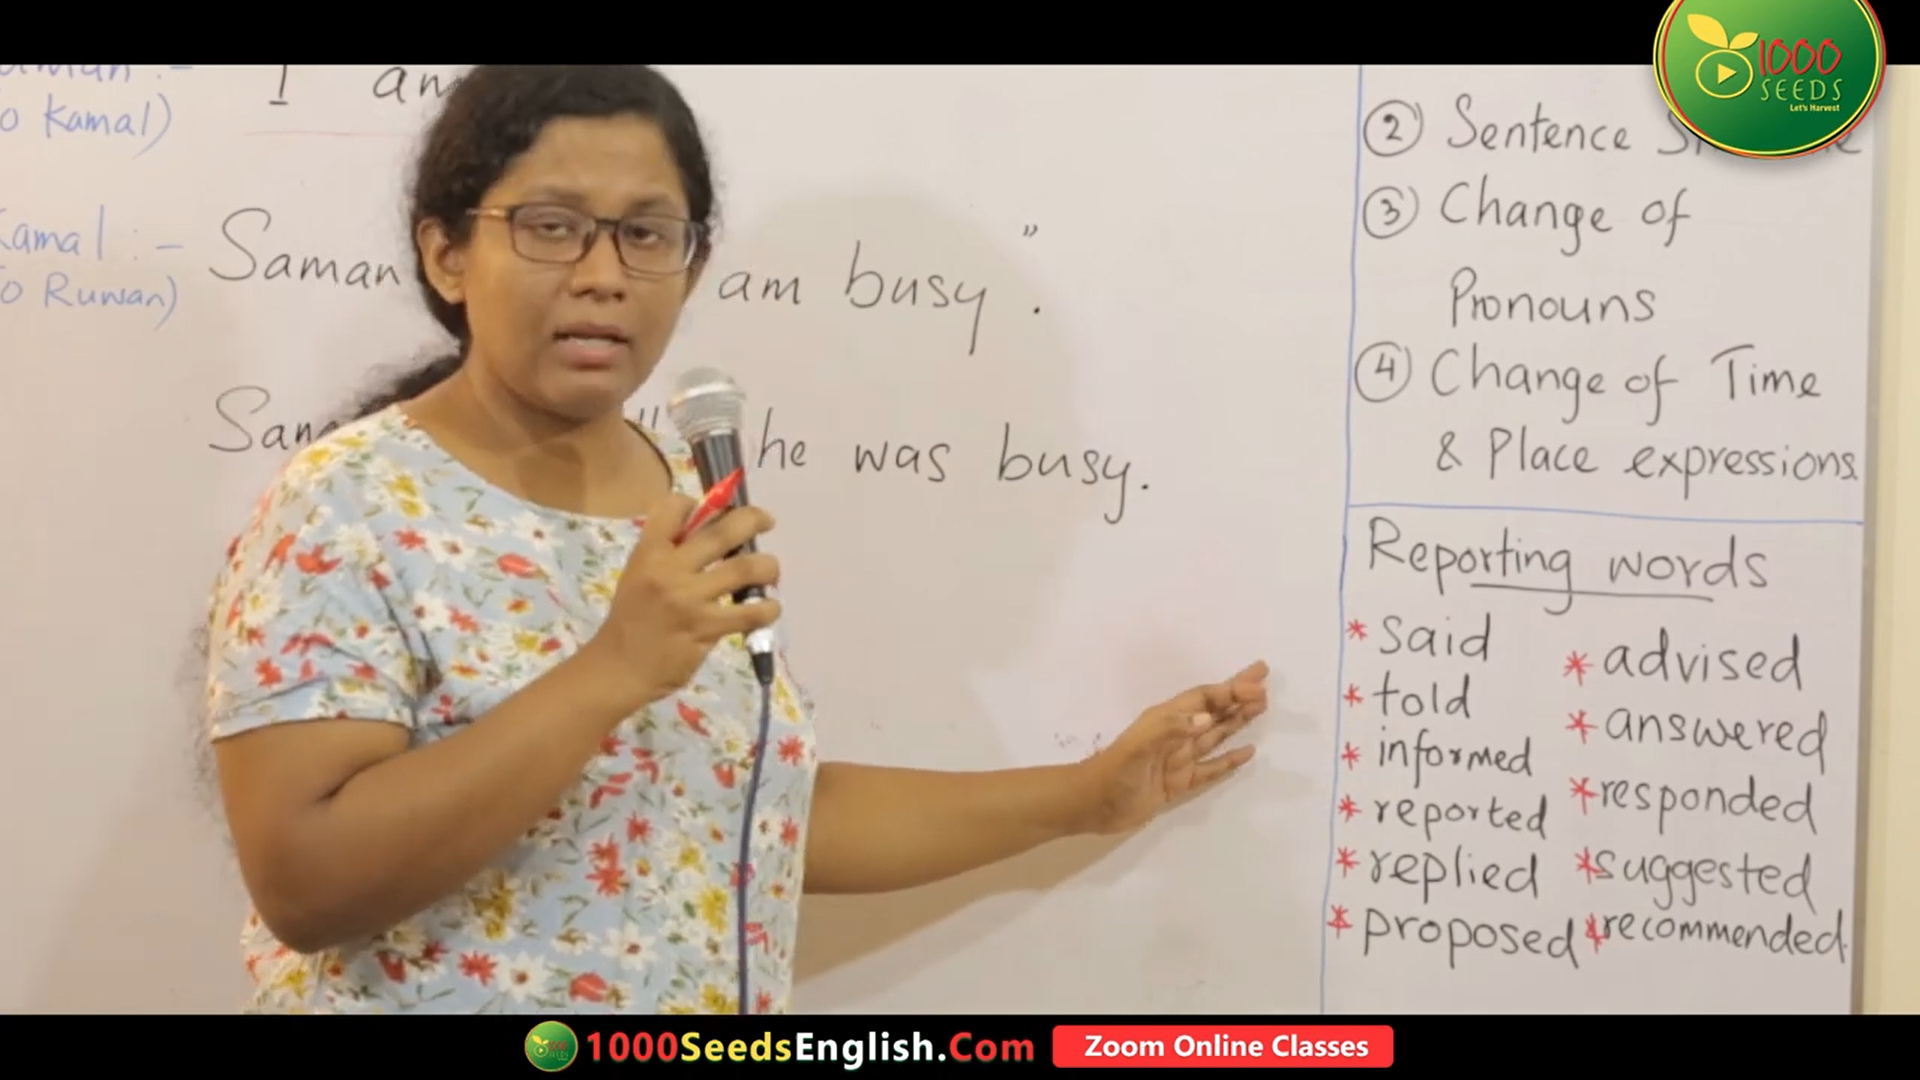 1000
SEEDS
Let's Harvest
I am
o Kamal)
Saman am busy".
o Ruwan)
he was busy.
② Sentence
③ Change of
Pronouns
④ Change of Time
& Place expressions
Reporting words
* said
* told
* informed
* reported
* replied
* proposed
* advised
* answered
* responded
* suggested
* recommended
1000SeedsEnglish.Com
Zoom Online Classes